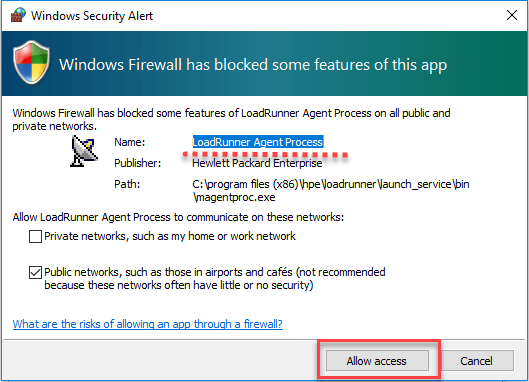 Windows Security Alert
Windows Firewall has blocked some features of this app
Windows Firewall has blocked some features of LoadRunner Agent Process on all public and
private networks.
Name: LoadRunner Agent Process
Publisher: Hewlett Packard Enterprise
Path: C:\program files (x86)\hpe\loadrunner\launch_service\bin
\magentproc.exe
Allow LoadRunner Agent Process to communicate on these networks:
Private networks, such as my home or work network
Public networks, such as those in airports and cafés (not recommended
because these networks often have little or no security)
What are the risks of allowing an app through a firewall?
Allow access Cancel